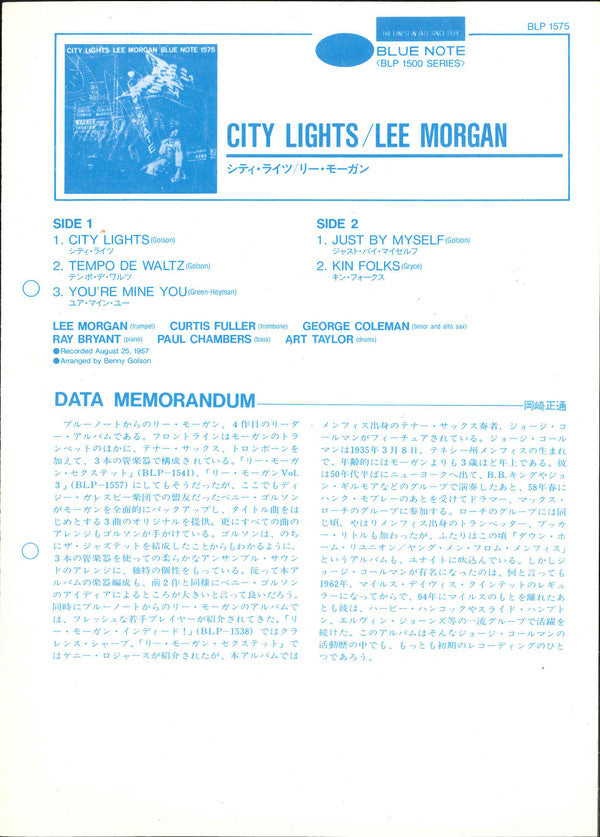 BLP 1575
THE FINEST IN JAZZ SINCE 1939
BLUE NOTE
〈BLP 1500 SERIES〉
CITY LIGHTS LEE MORGAN BLUE NOTE 1575
CITY LIGHTS/LEE MORGAN
シティ・ライツ/リー・モーガン
SIDE 1
1. CITY LIGHTS (Golson)
シティ・ライツ
2. TEMPO DE WALTZ (Golson)
テンポ・デ・ワルツ
3. YOU'RE MINE YOU (Green-Heyman)
ユア・マイン・ユー
SIDE 2
1. JUST BY MYSELF (Golson)
ジャスト・バイ・マイセルフ
2. KIN FOLKS (Gryce)
キン・フォークス
LEE MORGAN (trumpet) CURTIS FULLER (trombone) GEORGE COLEMAN (tenor and alto sax)
RAY BRYANT (piano) PAUL CHAMBERS (bass) ART TAYLOR (drums)
●Recorded August 25, 1957
●Arranged by Benny Golson
DATA MEMORANDUM
岡崎正通
ブルーノートからのリー・モーガン、4作目のリーダ
ー・アルバムである。フロントラインはモーガンのトラ
ンペットのほかに、テナー・サックス、トロンボーンを
加えて、3本の管楽器で構成されている。「リー・モーガ
ン・セクステット」(BLP-1541)、「リー・モーガンVol.
3」(BLP-1557)にしてもそうだったが、ここでもディ
ジー・ガレスピー楽団での盟友だったベニー・ゴルソン
がモーガンを全面的にバックアップし、タイトル曲をは
じめとする3曲のオリジナルを提供。更にすべての曲の
アレンジもゴルソンが手がけている。ゴルソンは、のち
にザ・ジャズテットを結成したことからもわかるように、
3本の管楽器を使っての柔らかなアンサンブル・サウン
ドのアレンジに、独特の個性をもっている。従って本ア
ルバムの楽器編成も、前2作と同様にベニー・ゴルソン
のアイディアによるところが大きいと言って良いだろう。
同時にブルーノートからのリー・モーガンのアルバムで
は、フレッシュな若手プレイヤーが紹介されてきた。「リ
ー・モーガン・インディード!」(BLP-1538)ではクラ
レンス・シャープ、「リー・モーガン・セクステット」で
はケニー・ロジャースが紹介されたが、本アルバムでは
メンフィス出身のテナー・サックス奏者、ジョージ・コ
ールマンがフィーチュアされている。ジョージ・コール
マンは1935年3月8日、テネシー州メンフィスの生まれ
で、年齢的にはモーガンよりも3歳ほど年上である。彼
は50年代半ばにニューヨークへ出て、B.B.キングやジョ
ン・ギルモアなどのグループで演奏したあと、58年春に
ハンク・モブレーのあとを受けてドラマー、マックス・
ローチのグループに参加する。ローチのグループには同
じ頃、やはりメンフィス出身のトランペッター、ブッカ
ー・リトルも加わったが、ふたりはこの頃「ダウン・ホ
ーム・リユニオン/ヤング・メン・フロム・メンフィス」
というアルバムも、ユナイトに吹込んでいる。しかしジョ
ージ・コールマンが有名になったのは、何と言っても
1962年、マイルス・デイヴィス・クインテットのレギュ
ラーになってからで、64年にマイルスのもとを離れたあ
とも彼は、ハービー・ハンコックやスライド・ハンプト
ン、エルヴィン・ジョーンズ等の一流グループで活躍を
続けた。このアルバムはそんなジョージ・コールマンの
活動歴の中でも、もっとも初期のレコーディングのひと
つであろう。